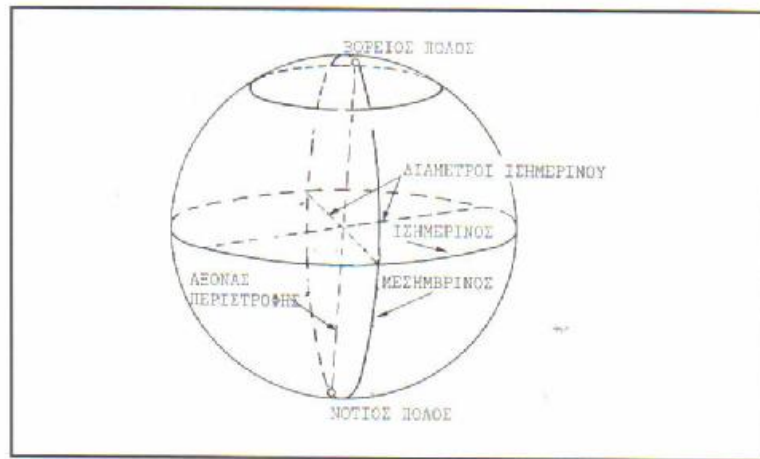 ΒΟΡΕΙΟΣ ΠΟΛΟΣ
ΔΙΑΜΕΤΡΟΙ ΙΣΗΜΕΡΙΝΟΥ
ΙΣΗΜΕΡΙΝΟΣ
ΑΞΟΝΑΣ
ΠΕΡΙΣΤΡΟΦΗΣ
ΜΕΣΗΜΒΡΙΝΟΣ
ΝΟΤΙΟΣ ΠΟΛΟΣ